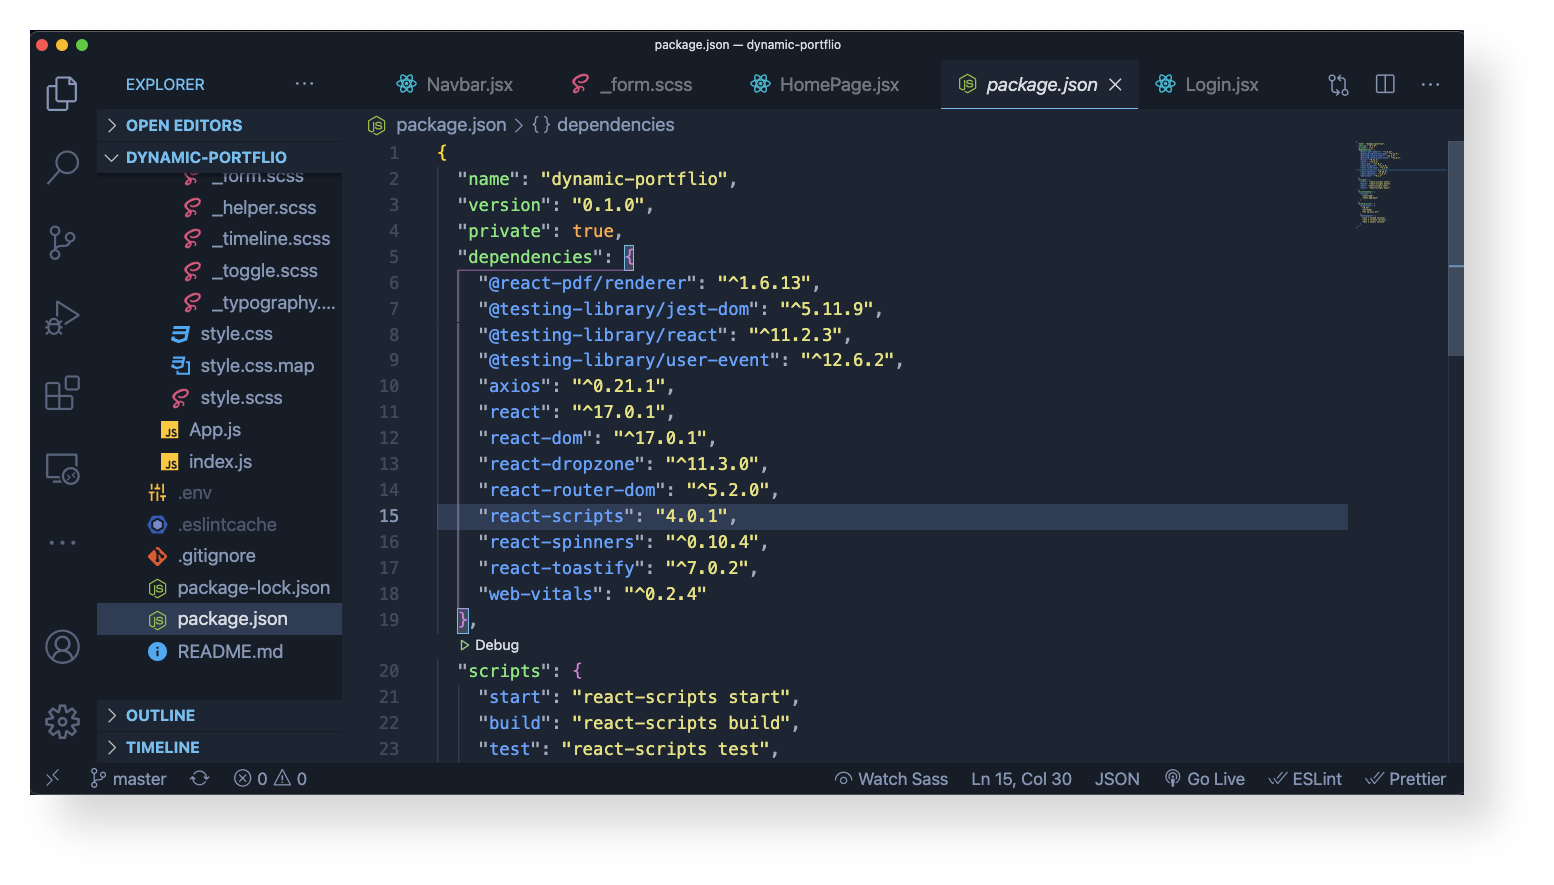 package.json — dynamic-portflio
EXPLORER
OPEN EDITORS
DYNAMIC-PORTFLIO
_form.scss
_helper.scss
_timeline.scss
_toggle.scss
_typography....
style.css
style.css.map
style.scss
JS App.js
JS index.js
.env
.eslintcache
.gitignore
package-lock.json
package.json
README.md
OUTLINE
TIMELINE
Navbar.jsx _form.scss HomePage.jsx package.json Login.jsx
package.json > {} dependencies
1 {
2 "name": "dynamic-portflio",
3 "version": "0.1.0",
4 "private": true,
5 "dependencies": {
6 "@react-pdf/renderer": "^1.6.13",
7 "@testing-library/jest-dom": "^5.11.9",
8 "@testing-library/react": "^11.2.3",
9 "@testing-library/user-event": "^12.6.2",
10 "axios": "^0.21.1",
11 "react": "^17.0.1",
12 "react-dom": "^17.0.1",
13 "react-dropzone": "^11.3.0",
14 "react-router-dom": "^5.2.0",
15 "react-scripts": "4.0.1",
16 "react-spinners": "^0.10.4",
17 "react-toastify": "^7.0.2",
18 "web-vitals": "^0.2.4"
19 },
Debug
20 "scripts": {
21 "start": "react-scripts start",
22 "build": "react-scripts build",
23 "test": "react-scripts test",
master 0 0 Watch Sass Ln 15, Col 30 JSON Go Live ESLint Prettier